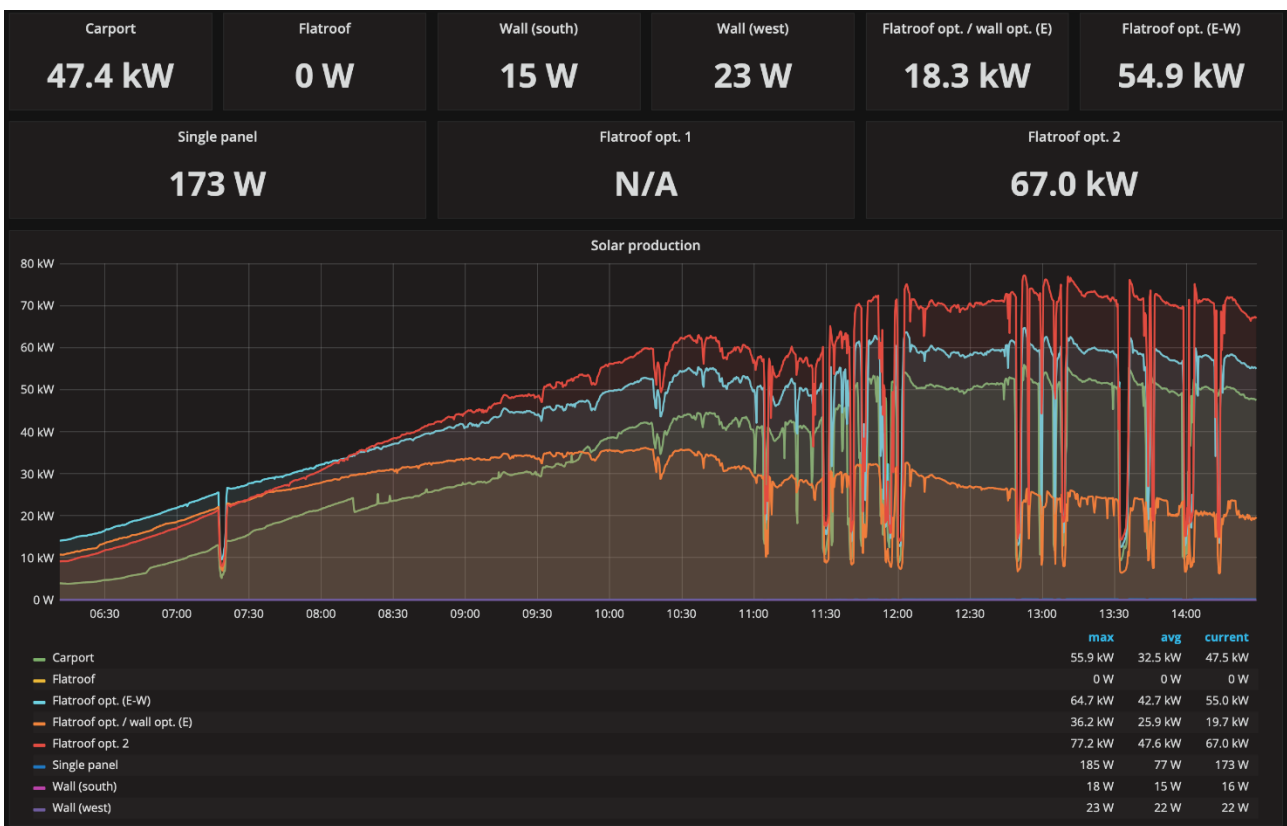 Carport Flatroof Wall (south) Wall (west) Flatroof opt. / wall opt. (E) Flatroof opt. (E-W)
47.4 kW 0 W 15 W 23 W 18.3 kW 54.9 kW
Single panel Flatroof opt. 1 Flatroof opt. 2
173 W N/A 67.0 kW
Solar production
80 kW
70 kW
60 kW
50 kW
40 kW
30 kW
20 kW
10 kW
0 W
06:30 07:00 07:30 08:00 08:30 09:00 09:30 10:00 10:30 11:00 11:30 12:00 12:30 13:00 13:30 14:00
max avg current
Carport 55.9 kW 32.5 kW 47.5 kW
Flatroof 0 W 0 W 0 W
Flatroof opt. (E-W) 64.7 kW 42.7 kW 55.0 kW
Flatroof opt. / wall opt. (E) 36.2 kW 25.9 kW 19.7 kW
Flatroof opt. 2 77.2 kW 47.6 kW 67.0 kW
Single panel 185 W 77 W 173 W
Wall (south) 18 W 15 W 16 W
Wall (west) 23 W 22 W 22 W